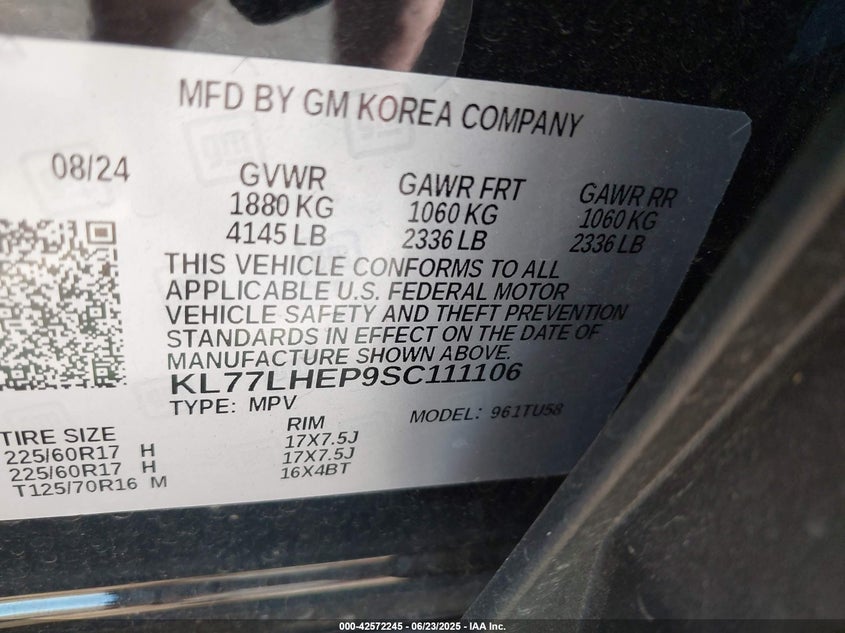 MFD BY GM KOREA COMPANY
08/24
GVWR
1880 KG
4145 LB
GAWR FRT
1060 KG
2336 LB
GAWR RR
1060 KG
2336 LB
THIS VEHICLE CONFORMS TO ALL
APPLICABLE U.S. FEDERAL MOTOR
VEHICLE SAFETY AND THEFT PREVENTION
STANDARDS IN EFFECT ON THE DATE OF
MANUFACTURE SHOWN ABOVE.
KL77LHEP9SC111106
TYPE: MPV
MODEL: 961TU58
TIRE SIZE
225/60R17 H
225/60R17 H
T125/70R16 M
RIM
17X7.5J
17X7.5J
16X4BT
000-42572245 - 06/23/2025 - IAA Inc.